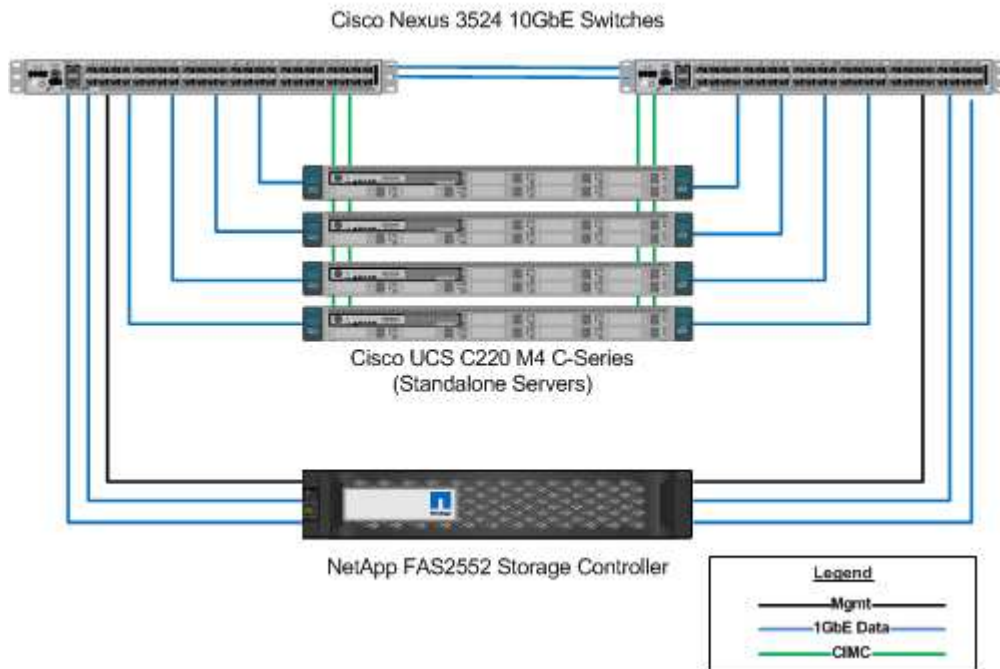 Cisco Nexus 3524 10GbE Switches
Cisco UCS C220 M4 C-Series
(Standalone Servers)
NetApp FAS2552 Storage Controller
Legend
Mgmt
1GbE Data
CIMC